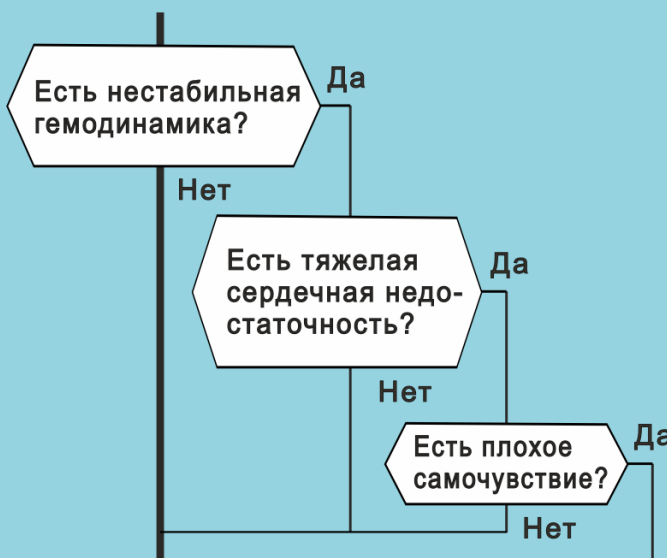 Есть нестабильная
гемодинамика?
Да
Нет
Есть тяжелая
сердечная недо-
статочность?
Да
Нет
Есть плохое
самочувствие?
Да
Нет